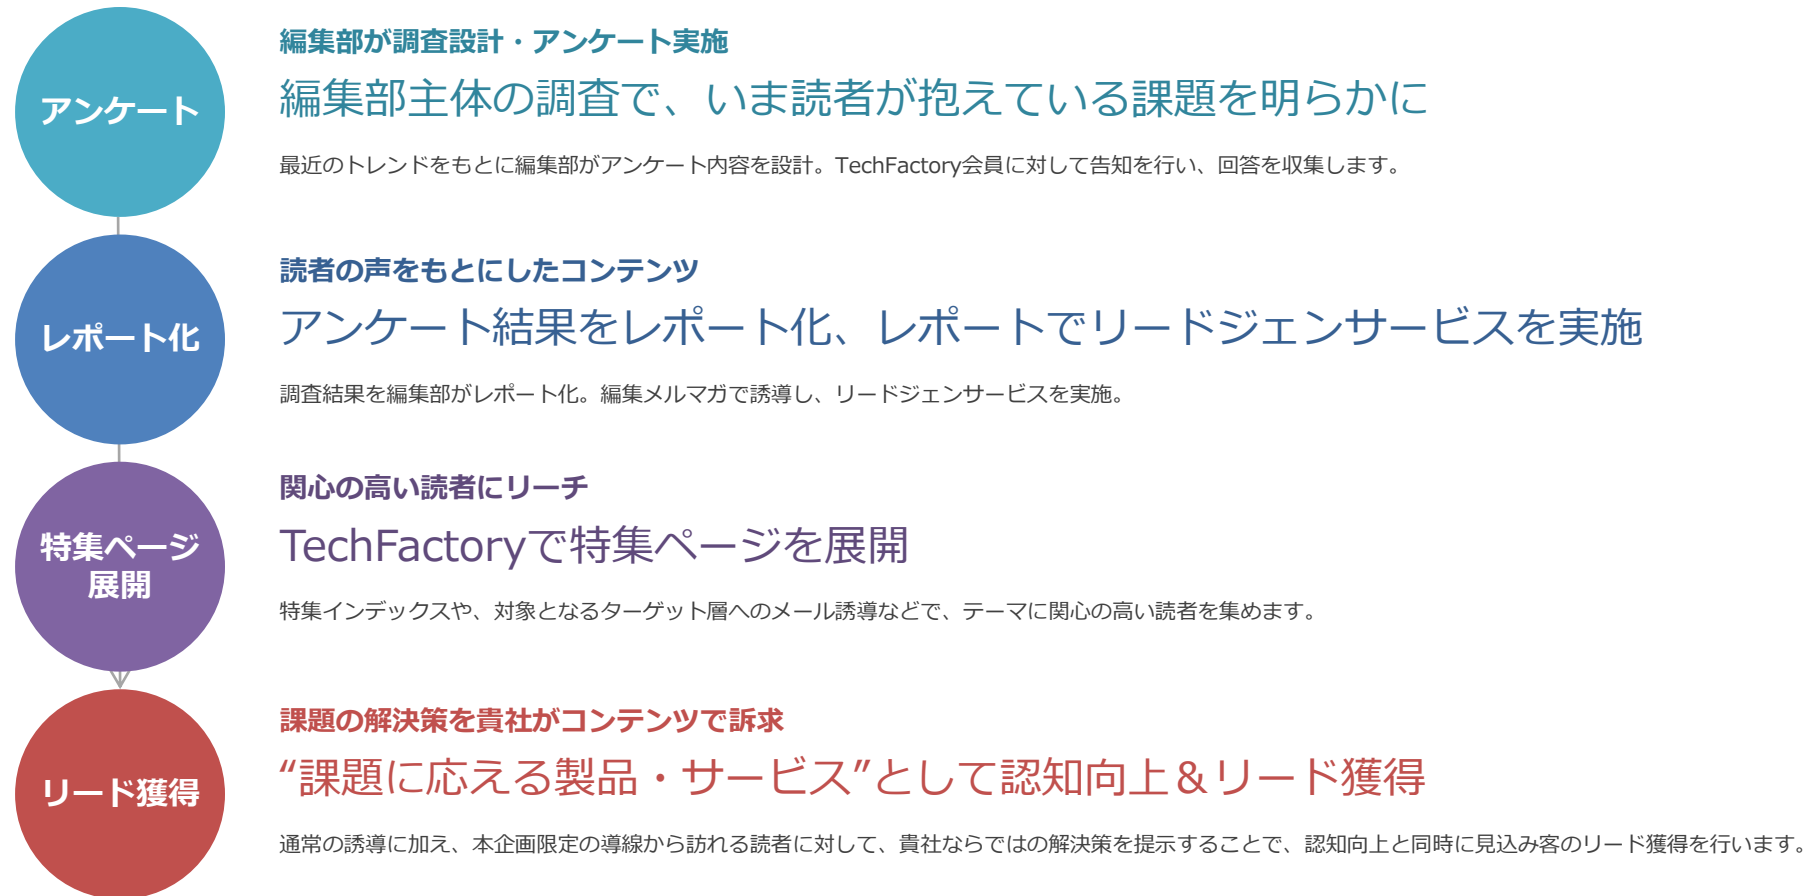 アンケート
編集部が調査設計・アンケート実施
編集部主体の調査で、いま読者が抱えている課題を明らかに
最近のトレンドをもとに編集部がアンケート内容を設計。TechFactory会員に対して告知を行い、回答を収集します。
レポート化
読者の声をもとにしたコンテンツ
アンケート結果をレポート化、レポートでリードジェンサービスを実施
調査結果を編集部がレポート化。編集メルマガで誘導し、リードジェンサービスを実施。
特集ページ
展開
関心の高い読者にリーチ
TechFactoryで特集ページを展開
特集インデックスや、対象となるターゲット層へのメール誘導などで、テーマに関心の高い読者を集めます。
リード獲得
課題の解決策を貴社がコンテンツで訴求
“課題に応える製品・サービス”として認知向上＆リード獲得
通常の誘導に加え、本企画限定の導線から訪れる読者に対して、貴社ならではの解決策を提示することで、認知向上と同時に見込み客のリード獲得を行います。